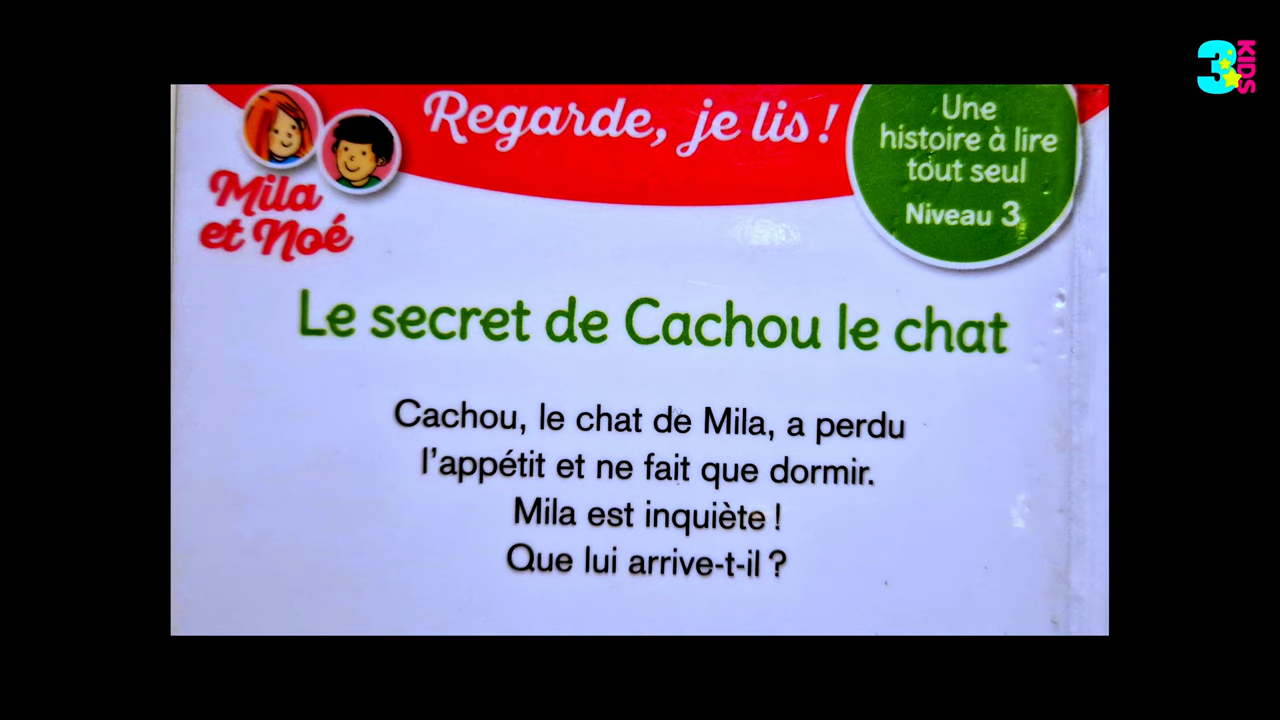 Regarde, je lis !
Une
histoire à lire
tout seul
Niveau 3
Mila
et Noé
Le secret de Cachou le chat
Cachou, le chat de Mila, a perdu
l'appétit et ne fait que dormir.
Mila est inquiète !
Que lui arrive-t-il ?
3 KIDS